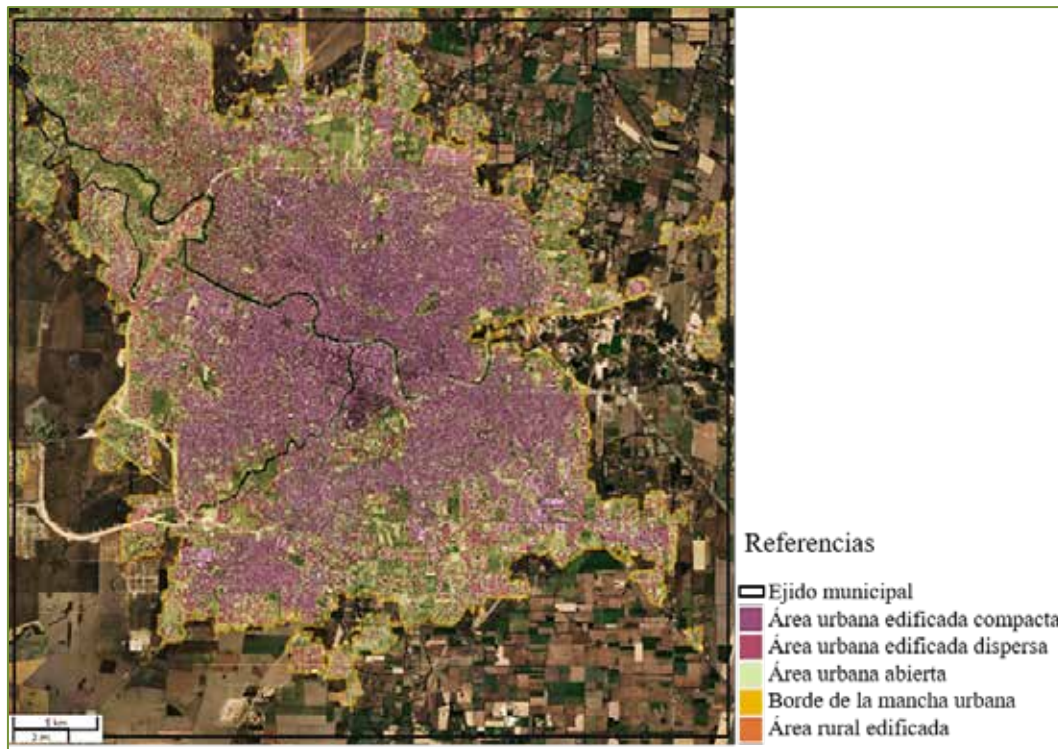 Referencias
Ejido municipal
Área urbana edificada compacta
Área urbana edificada dispersa
Área urbana abierta
Borde de la mancha urbana
Área rural edificada
5 km